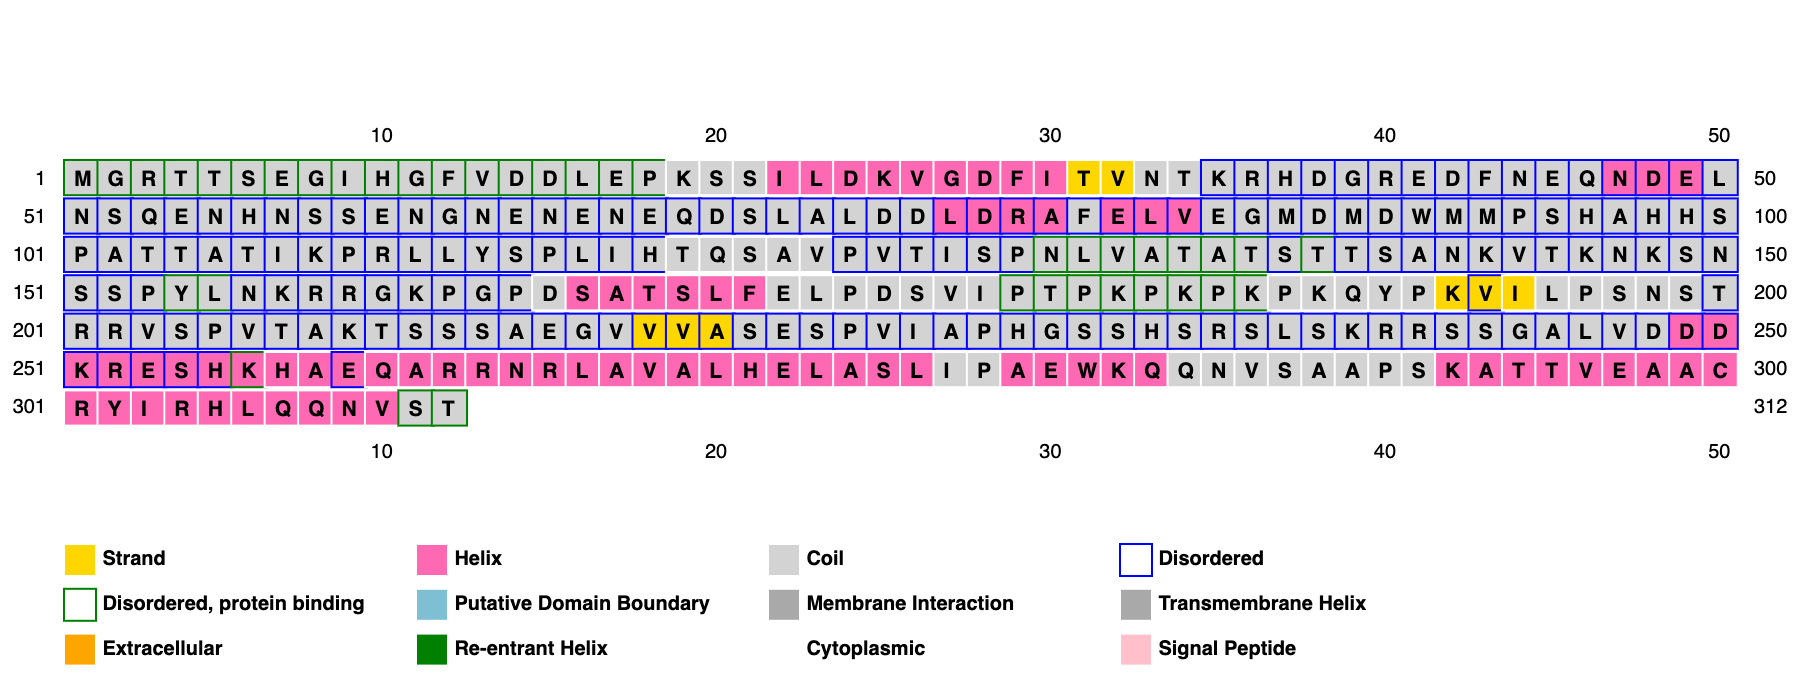 10 20 30 40 50
1 M G R T T S E G I H G F V D D L E P K S S I L D K V G D F I T V N T K R H D G R E D F N E Q N D E L 50
51 N S Q E N H N S S E N G N E N E N E Q D S L A L D D L D R A F E L V E G M D M D W M M P S H A H H S 100
101 P A T T A T I K P R L L Y S P L I H T Q S A V P V T I S P N L V A T A T S T T S A N K V T K N K S N 150
151 S S P Y L N K R R G K P G P D S A T S L F E L P D S V I P T P K P K P K P K Q Y P K V I L P S N S T 200
201 R R V S P V T A K T S S S A E G V V V A S E S P V I A P H G S S H S R S L S K R R S S G A L V D D D 250
251 K R E S H K H A E Q A R R N R L A V A L H E L A S L I P A E W K Q Q N V S A A P S K A T T V E A A C 300
301 R Y I R H L Q Q N V S T 312
10 20 30 40 50
Strand Helix Coil Disordered
Disordered, protein binding Putative Domain Boundary Membrane Interaction Transmembrane Helix
Extracellular Re-entrant Helix Cytoplasmic Signal Peptide